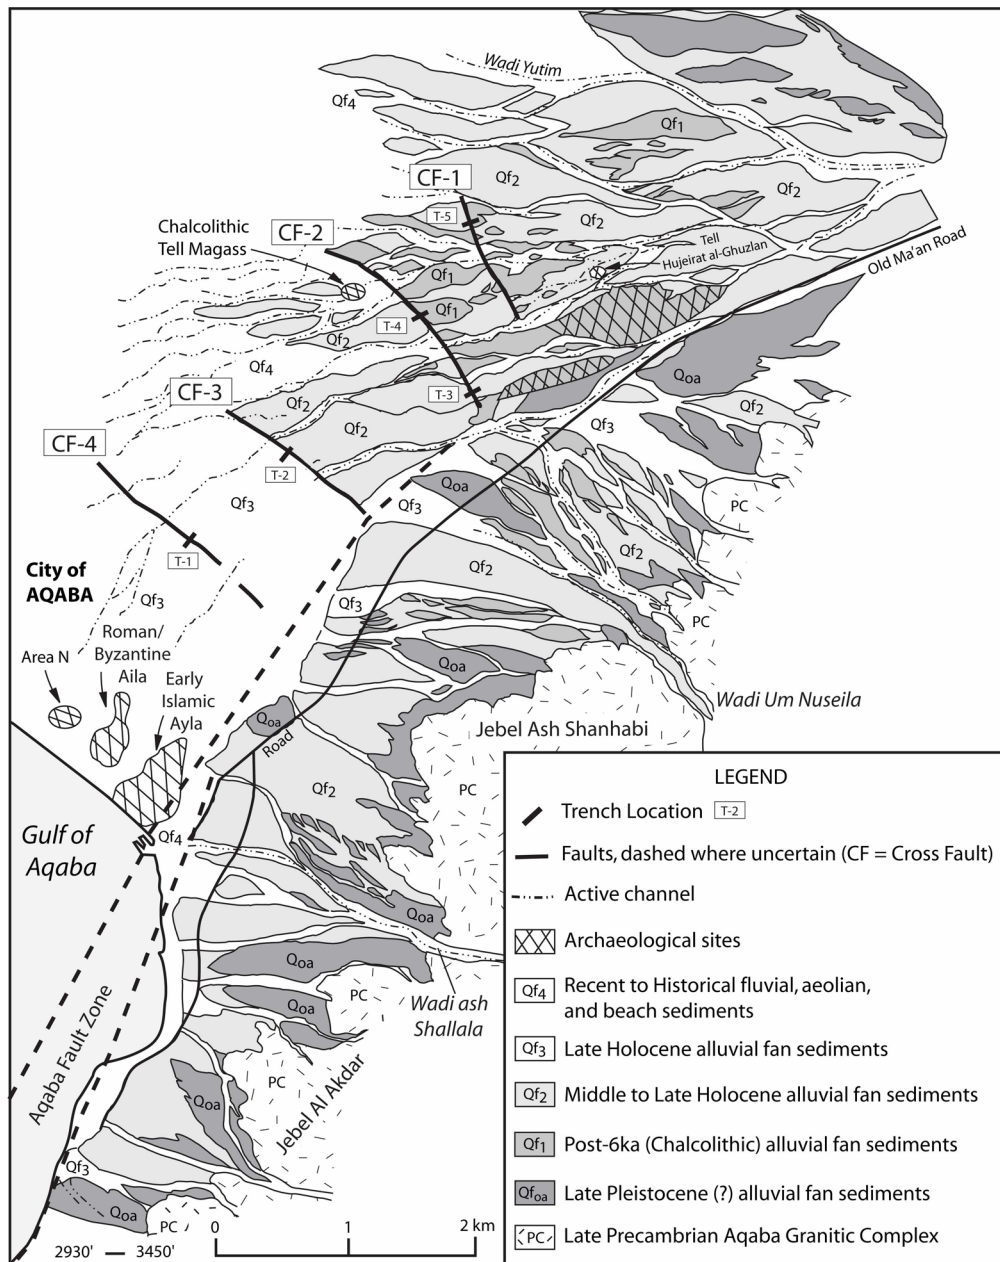 Wadi Yutim
Qf4
Qf1
CF-1
Qf2
Qf2
T-5
Qf2
Chalcolithic
Tell Magass
CF-2
Tell
Hujeirat al-Ghuzlan
Old Ma'an Road
Qf1
Qf1
T-4
Qf2
Qf4
Qoa
CF-3
T-3
Qf2
Qf2
Qf2
Qf3
CF-4
T-2
Qoa
PC
Qf3
Qf3
Qf2
T-1
Qf2
City of
AQABA
Qf3
Qf3
PC
Roman/
Byzantine
Aila
Area N
Early
Islamic
Ayla
Qoa
Wadi Um Nuseila
Qoa
Road
Jebel Ash Shanhabi
Qf2
PC
Gulf of
Aqaba
Qf4
Qoa
Qoa
PC
Qoa
Wadi ash
Shallala
Aqaba Fault Zone
PC
Jebel Al Akdar
Qoa
Qf3
Qoa
PC
2930' — 3450'
0 1 2 km
LEGEND
Trench Location T-2
Faults, dashed where uncertain (CF = Cross Fault)
Active channel
Archaeological sites
Qf4 Recent to Historical fluvial, aeolian,
and beach sediments
Qf3 Late Holocene alluvial fan sediments
Qf2 Middle to Late Holocene alluvial fan sediments
Qf1 Post-6ka (Chalcolithic) alluvial fan sediments
Qfoa Late Pleistocene (?) alluvial fan sediments
PC Late Precambrian Aqaba Granitic Complex